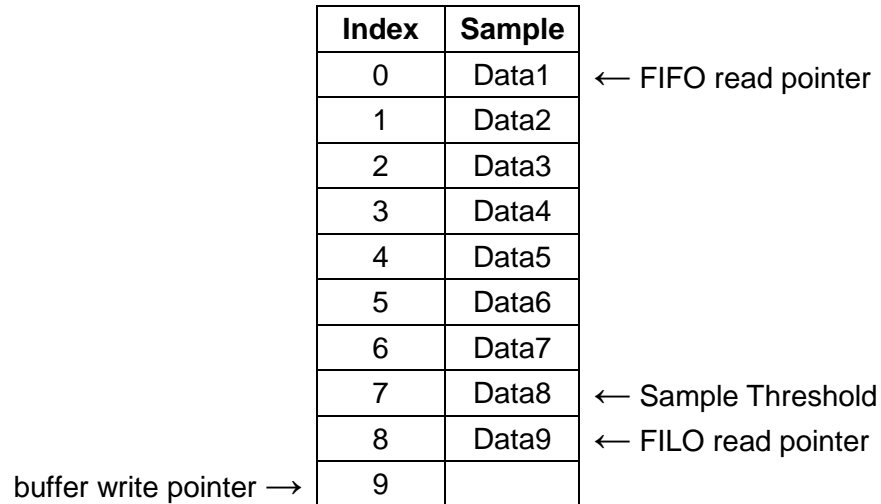 Index Sample
0 Data1 ← FIFO read pointer
1 Data2
2 Data3
3 Data4
4 Data5
5 Data6
6 Data7
7 Data8 ← Sample Threshold
8 Data9 ← FILO read pointer
buffer write pointer → 9